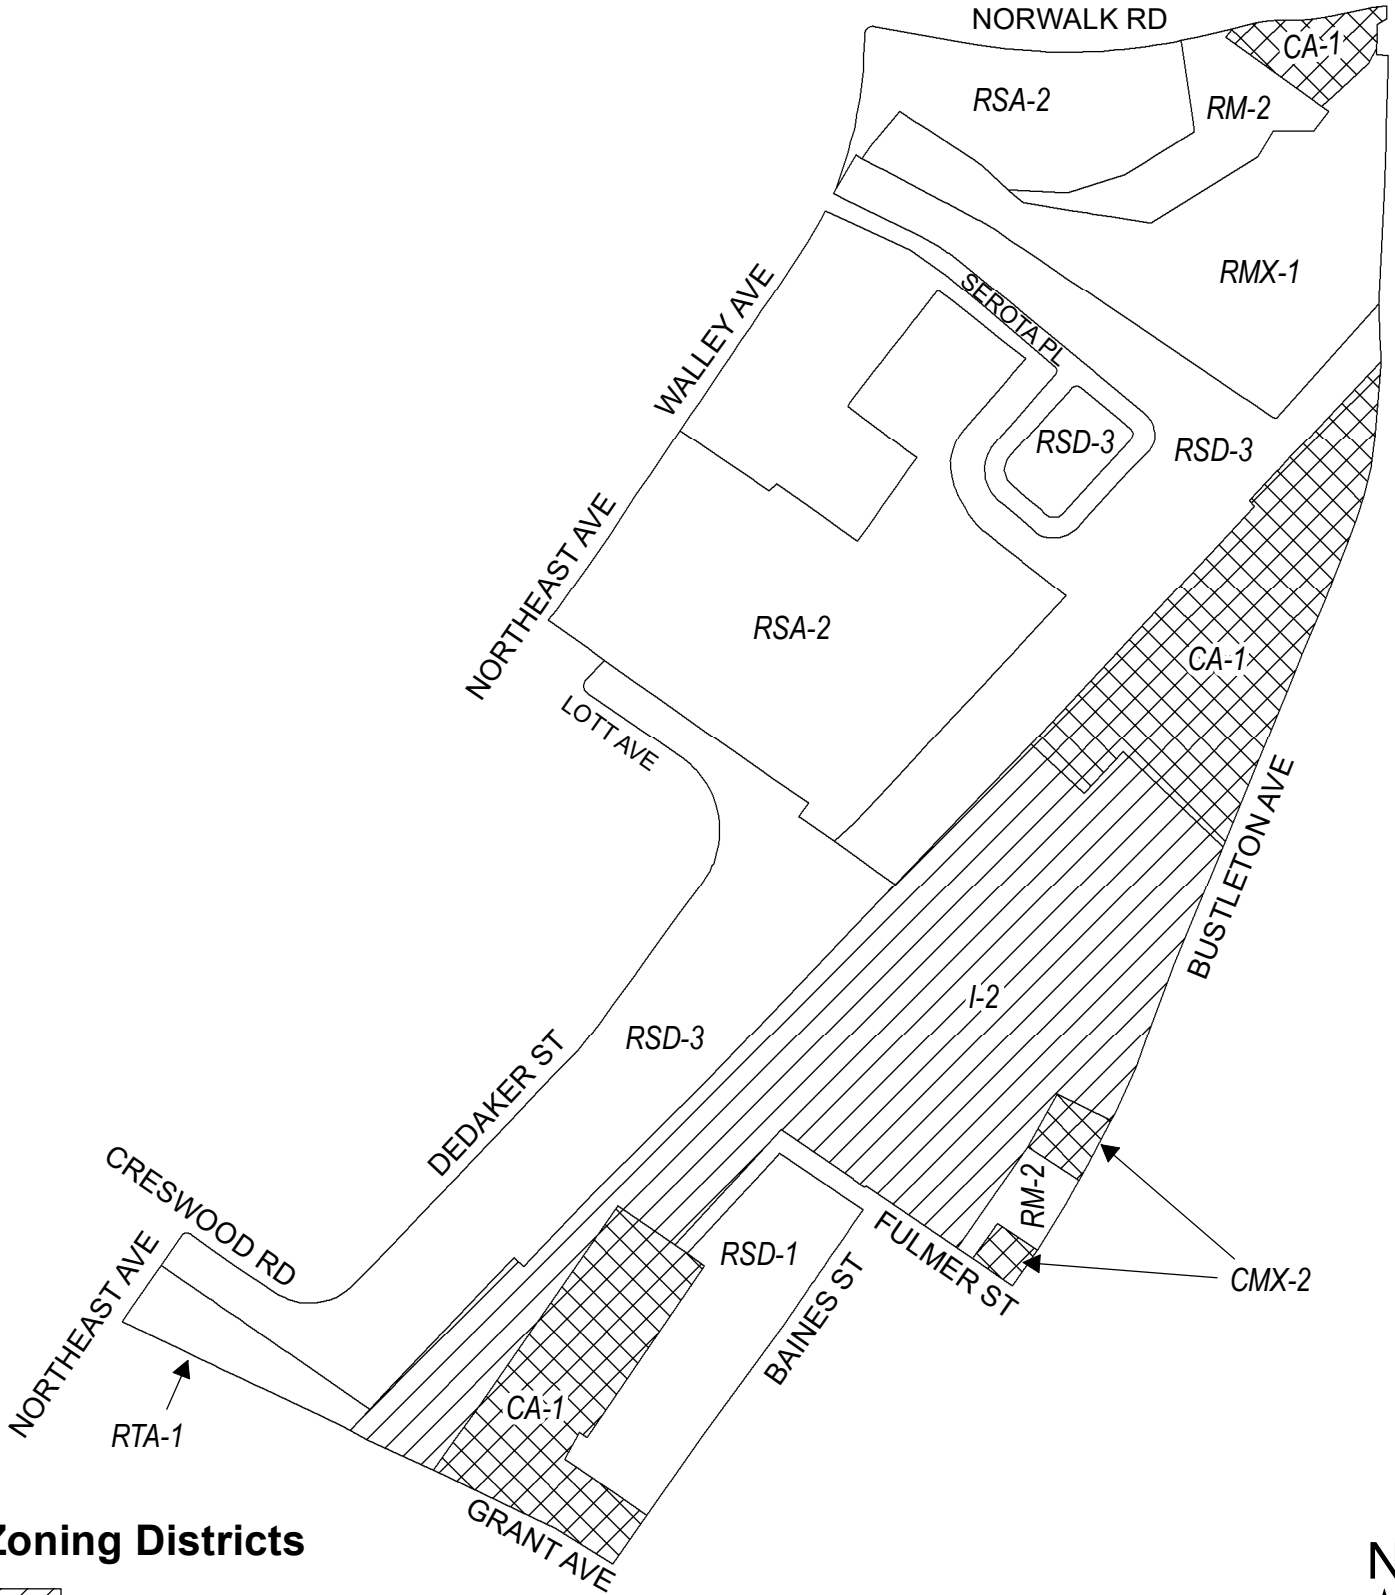 NORWALK RD
CA-1
RSA-2
RM-2
RMX-1
WALLEY AVE
SEROTA PL
RSD-3
RSD-3
NORTHEAST AVE
RSA-2
CA-1
LOTT AVE
BUSTLETON AVE
I-2
RSD-3
DEDAKER ST
CRESWOOD RD
RM-2
NORTHEAST AVE
RSD-1
FULMER ST
CMX-2
BAINES ST
CA-1
RTA-1
GRANT AVE
Zoning Districts
N